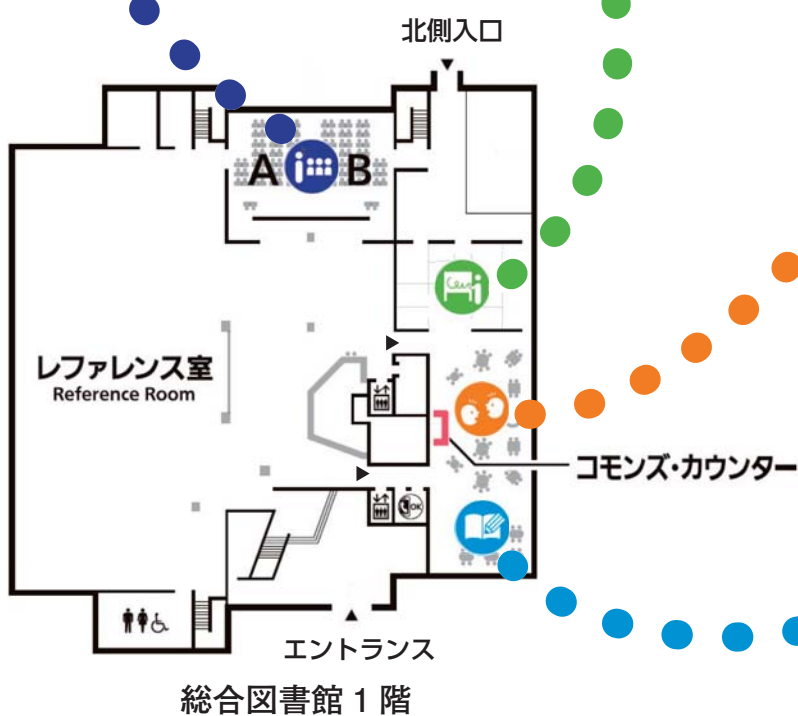 北側入口
A B
レファレンス室
Reference Room
コモンズ・カウンター
OK
エントランス
総合図書館 1 階